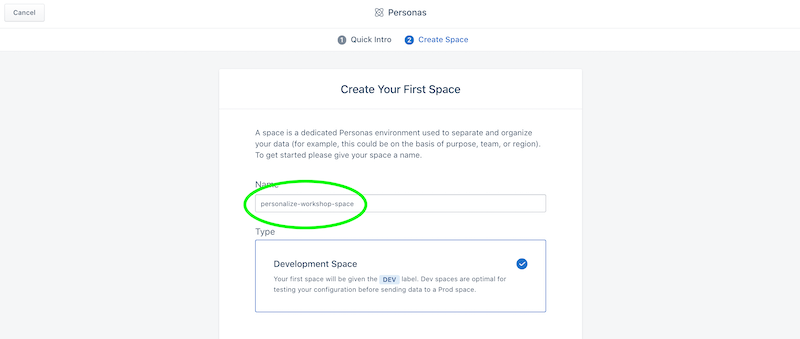 Cancel
Personas
1 Quick Intro 2 Create Space
Create Your First Space
A space is a dedicated Personas environment used to separate and organize
your data (for example, this could be on the basis of purpose, team, or region).
To get started please give your space a name.
Name
personalize-workshop-space
Type
Development Space
Your first space will be given the DEV label. Dev spaces are optimal for
testing your configuration before sending data to a Prod space.